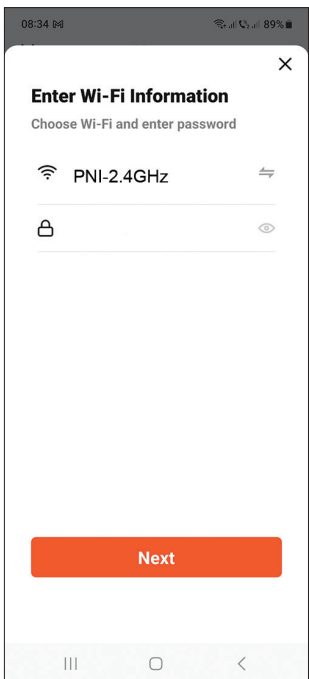 08:34
89%
Enter Wi-Fi Information
Choose Wi-Fi and enter password
PNI-2.4GHz
Next